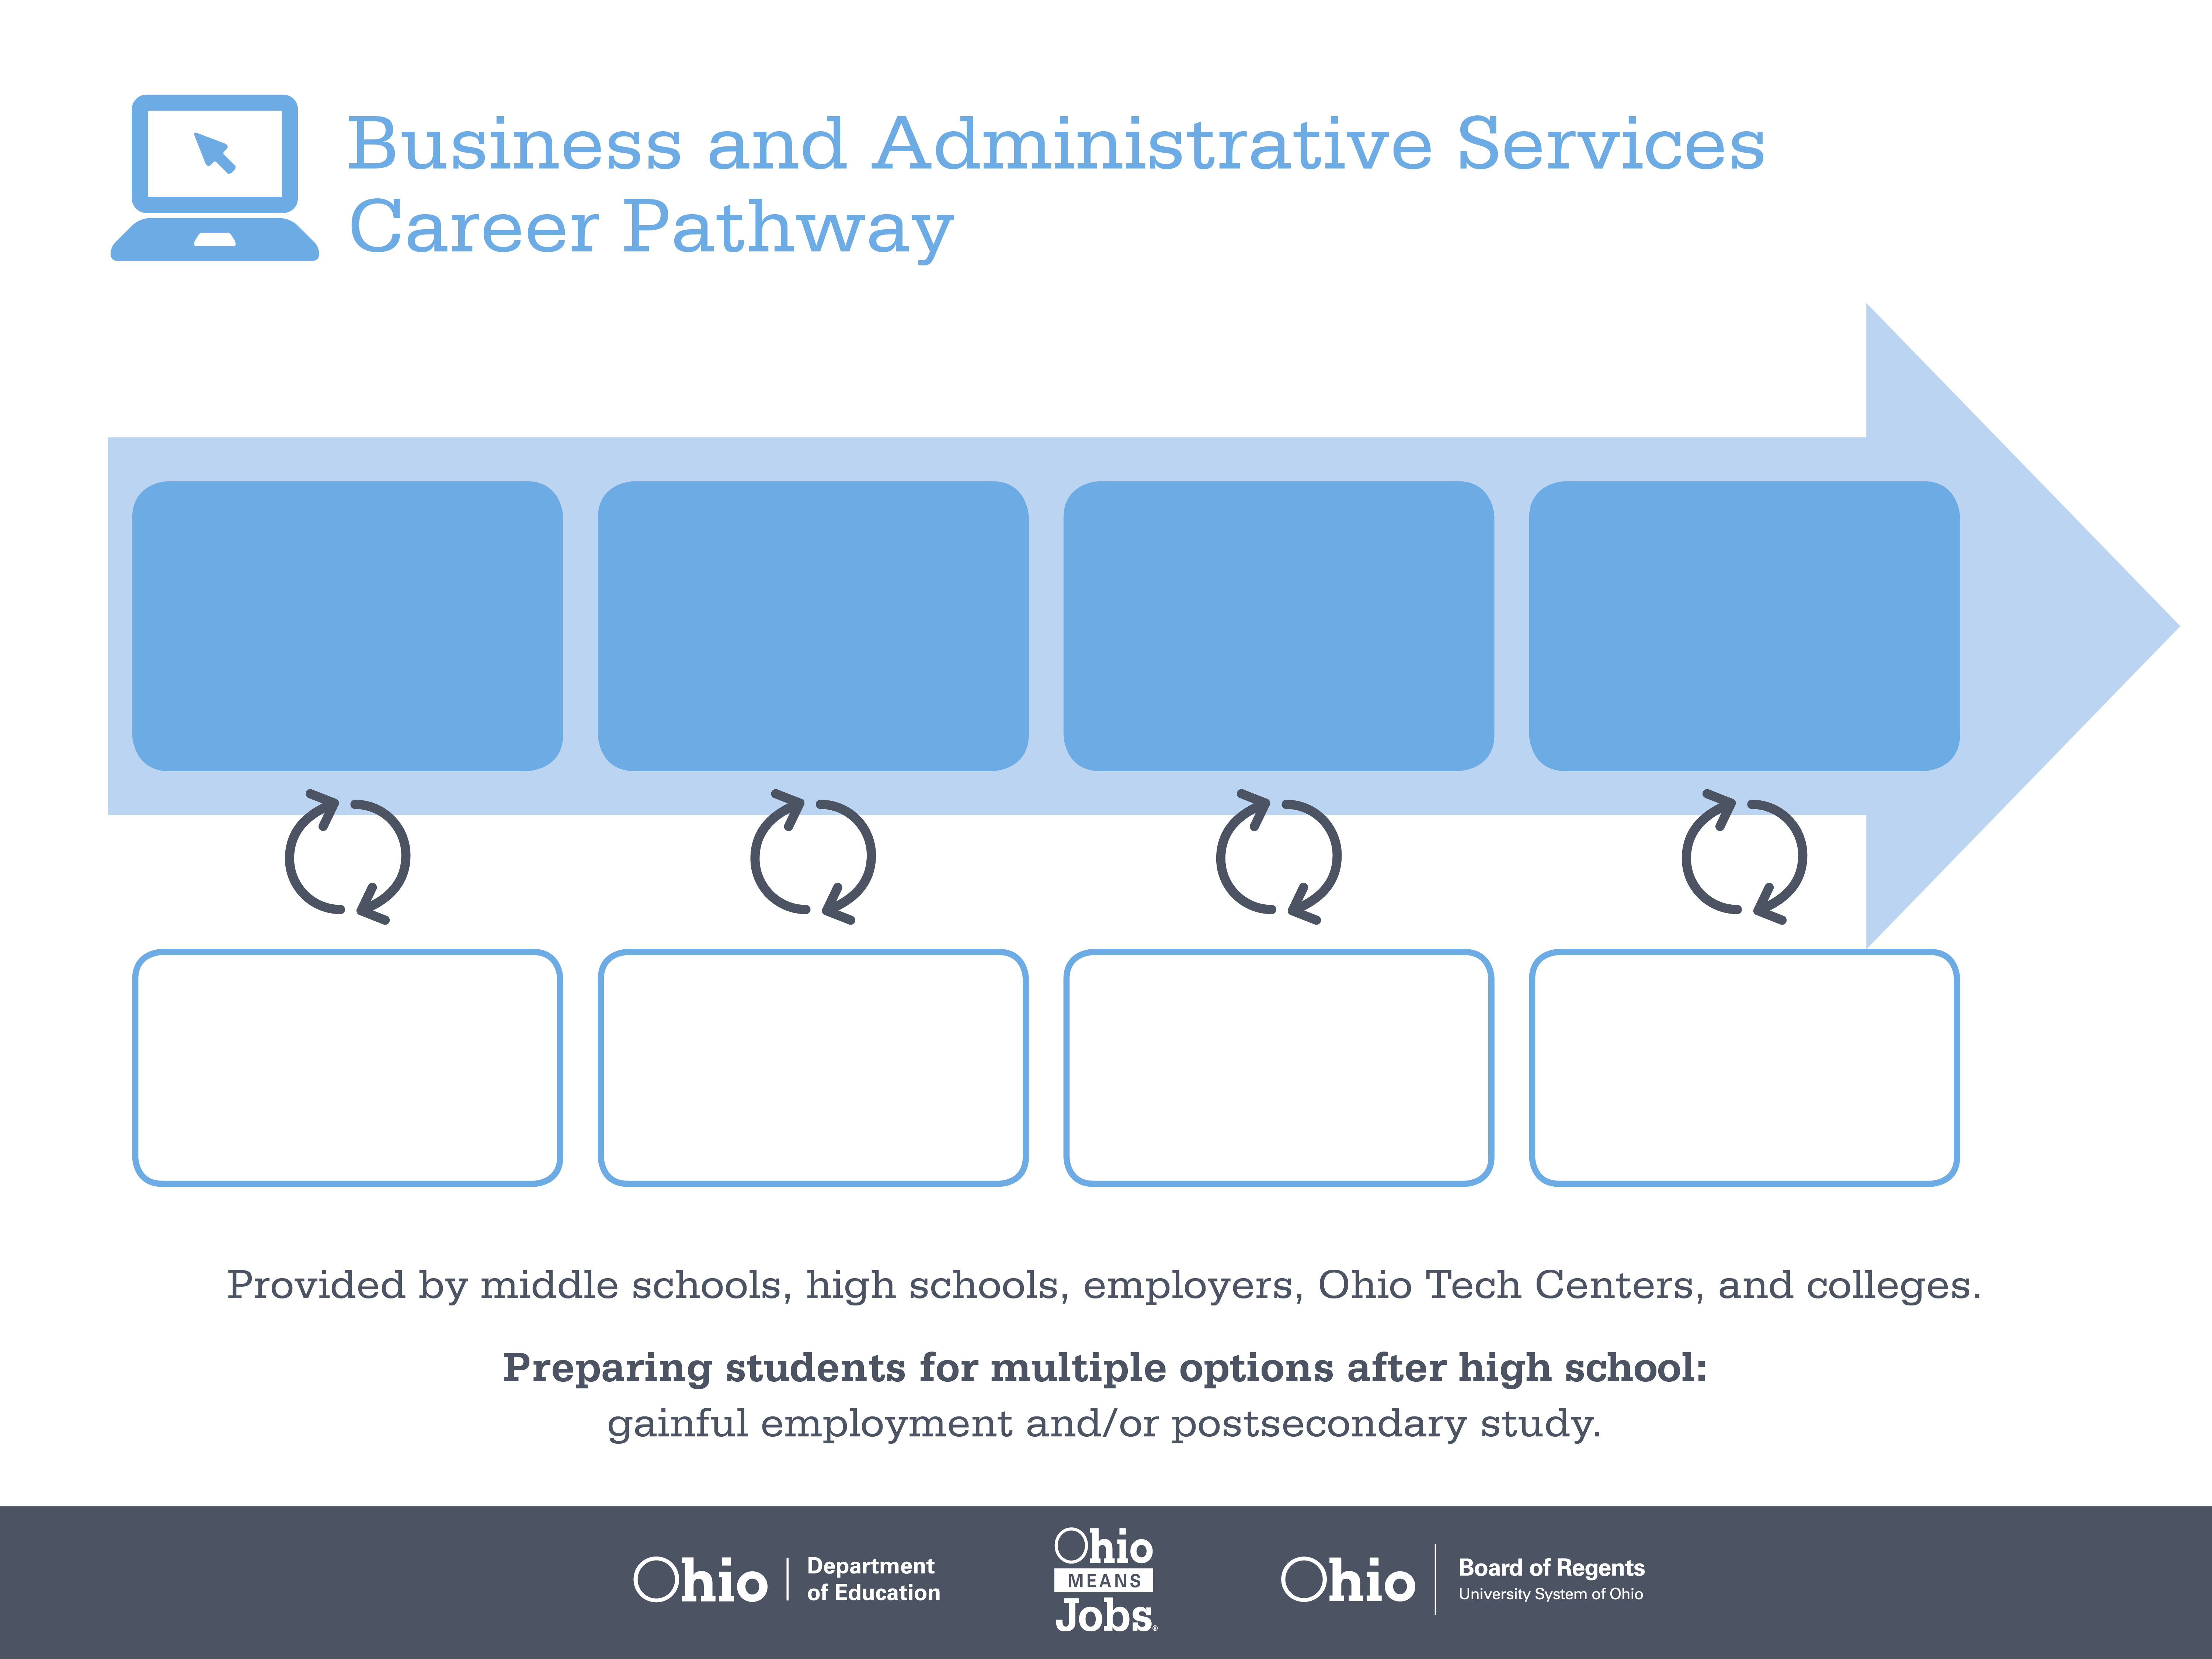 Business and Administrative Services
Career Pathway
Provided by middle schools, high schools, employers, Ohio Tech Centers, and colleges.
Preparing students for multiple options after high school:
gainful employment and/or postsecondary study.
Ohio
Department
of Education
Ohio
MEANS
Jobs®
Ohio
Board of Regents
University System of Ohio